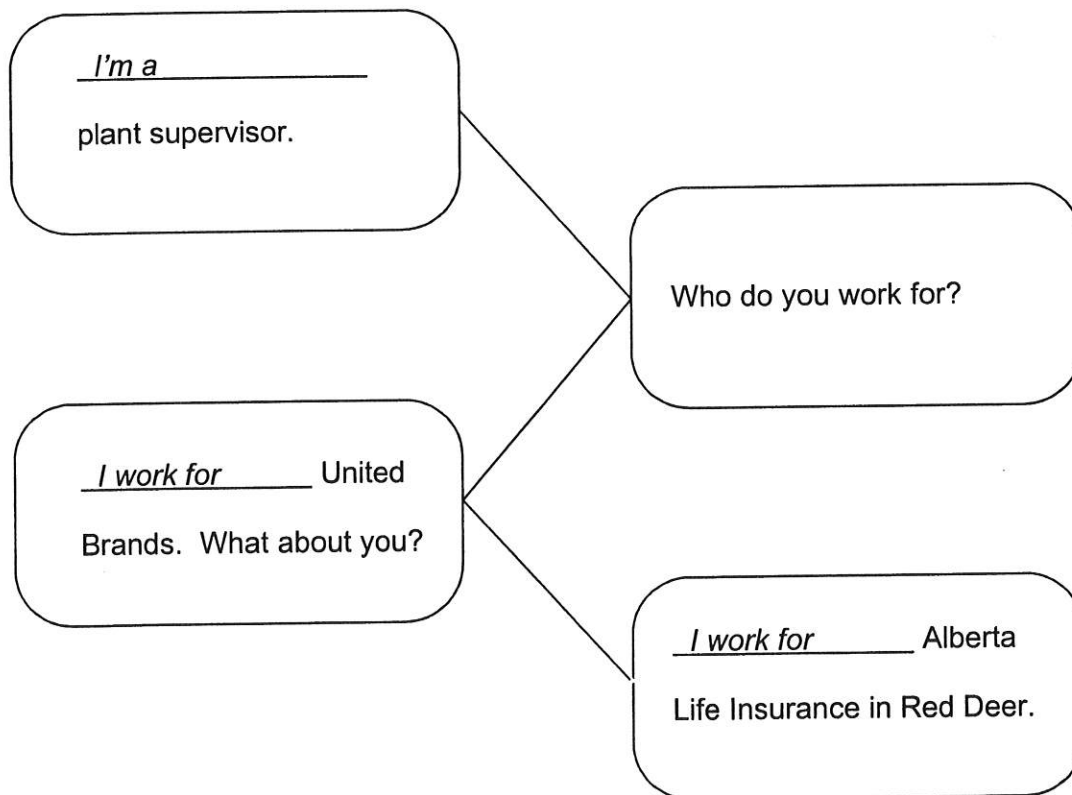 I'm a
plant supervisor.
Who do you work for?
I work for United
Brands. What about you?
I work for Alberta
Life Insurance in Red Deer.